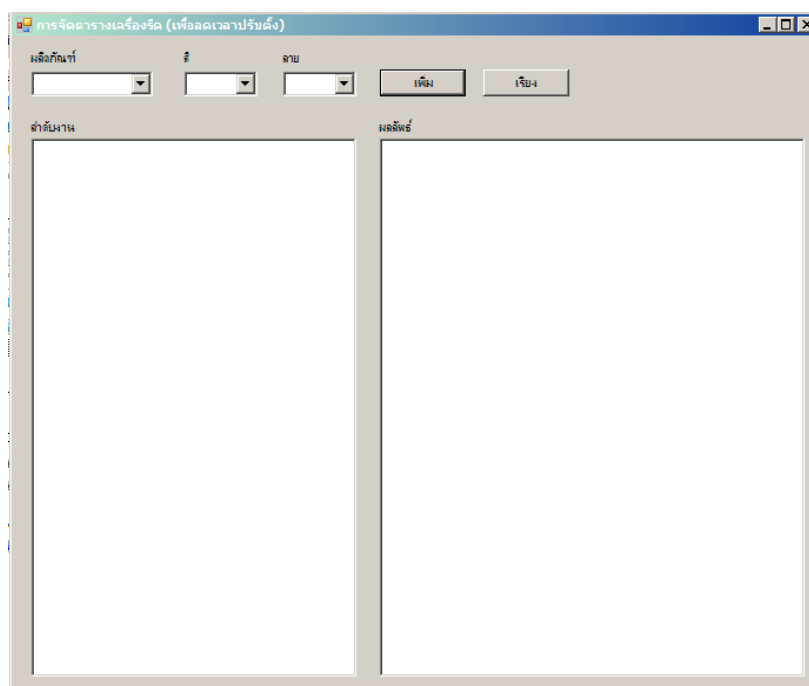 การจัดตารางเครื่องรีด (เพื่อลดเวลาปรับตั้ง)
ผลิตภัณฑ์ สี ลาย
เพิ่ม เรียง
ลำดับงาน ผลลัพธ์